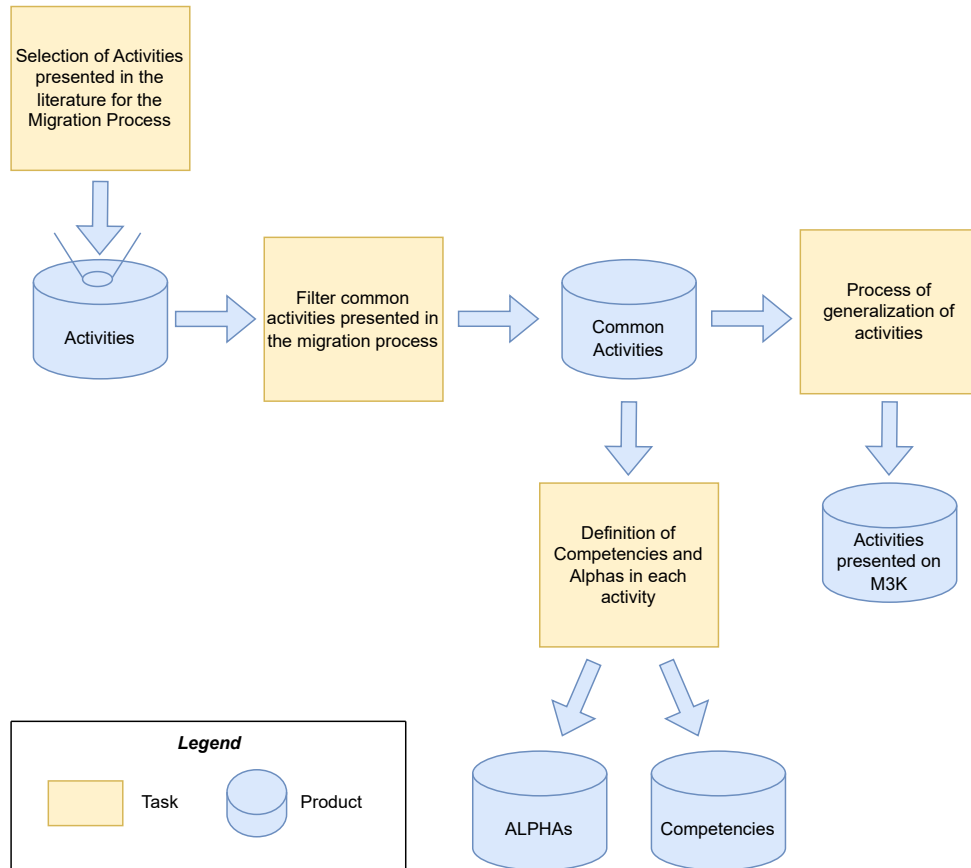 Selection of Activities
presented in the
literature for the
Migration Process
Activities
Filter common
activities presented in
the migration process
Common
Activities
Process of
generalization of
activities
Definition of
Competencies and
Alphas in each
activity
Activities
presented on
M3K
ALPHAs
Competencies
Legend
Task
Product